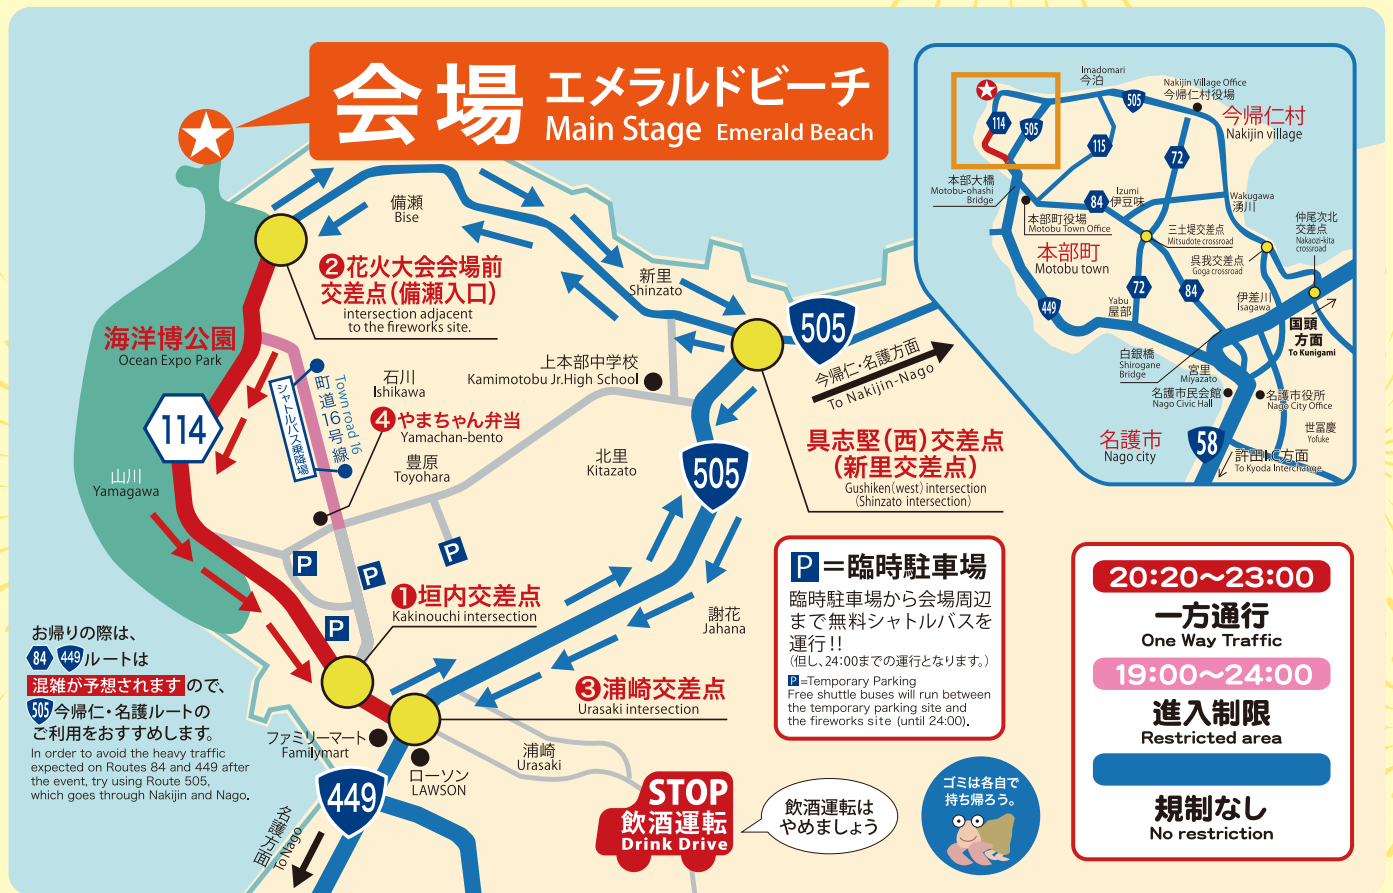 会場
エメラルドビーチ
Main Stage Emerald Beach
備瀬
Bise
❷花火大会会場前
交差点(備瀬入口)
intersection adjacent
to the fireworks site.
新里
Shinzato
海洋博公園
Ocean Expo Park
114
山川
Yamagawa
シャトルバス乗降場
町道16号線
Town road 16
石川
Ishikawa
❹やまちゃん弁当
Yamachan-bento
豊原
Toyohara
上本部中学校
Kamimotobu Jr.High School
北里
Kitazato
505
505
今帰仁・名護方面
To Nakijin-Nago
具志堅(西)交差点
(新里交差点)
Gushiken(west)intersection
(Shinzato intersection)
P
P
P
P
❶垣内交差点
Kakinouchi intersection
謝花
Jahana
❸浦崎交差点
Urasaki intersection
ファミリーマート
Familymart
ローソン
LAWSON
浦崎
Urasaki
449
名護方面
To Nago
お帰りの際は、
84 449 ルートは
混雑が予想されます ので、
505 今帰仁・名護ルートの
ご利用をおすすめします。
In order to avoid the heavy traffic
expected on Routes 84 and 449 after
the event, try using Route 505,
which goes through Nakijin and Nago.
P=臨時駐車場
臨時駐車場から会場周辺
まで無料シャトルバスを
運行!!
(但し、24:00までの運行となります。)
P=Temporary Parking
Free shuttle buses will run between
the temporary parking site and
the fireworks site (until 24:00).
STOP
飲酒運転
Drink Drive
飲酒運転は
やめましょう
ゴミは各自で
持ち帰ろう。
20:20〜23:00
一方通行
One Way Traffic
19:00〜24:00
進入制限
Restricted area
規制なし
No restriction
Imadomari
今泊
Nakijin Village Office
今帰仁村役場
今帰仁村
Nakijin village
114
505
505
115
72
本部大橋
Motobu-ohashi
Bridge
本部町役場
Motobu Town Office
84
Izumi
伊豆味
Wakugawa
湧川
三土堤交差点
Mitsudote crossroad
仲尾次北
交差点
Nakaozi-kita
crossroad
本部町
Motobu town
呉我交差点
Goga crossroad
72
84
449
Yabu
屋部
伊差川
Isagawa
国頭
方面
To Kunigami
白銀橋
Shirogane
Bridge
宮里
Miyazato
名護市民会館
Nago Civic Hall
名護市役所
Nago City Office
名護市
Nago city
58
世冨慶
Yofuke
許田I.C方面
To Kyoda Interchange